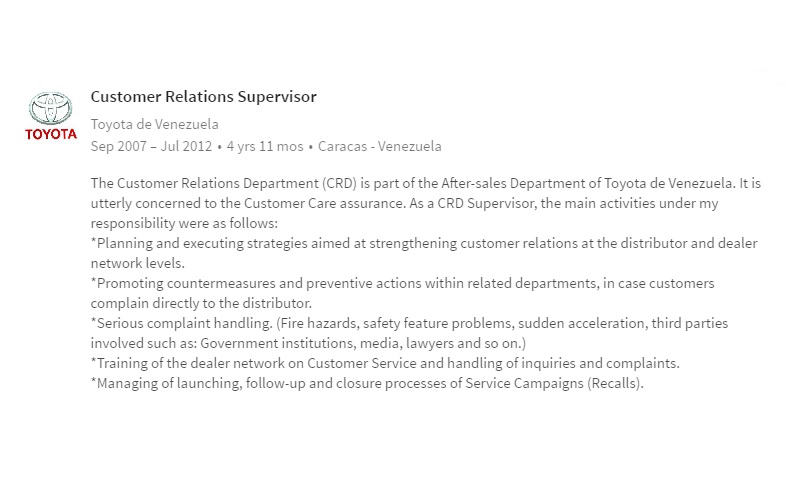 Customer Relations Supervisor
TOYOTA
Toyota de Venezuela
Sep 2007 – Jul 2012 • 4 yrs 11 mos • Caracas - Venezuela
The Customer Relations Department (CRD) is part of the After-sales Department of Toyota de Venezuela. It is
utterly concerned to the Customer Care assurance. As a CRD Supervisor, the main activities under my
responsibility were as follows:
*Planning and executing strategies aimed at strengthening customer relations at the distributor and dealer
network levels.
*Promoting countermeasures and preventive actions within related departments, in case customers
complain directly to the distributor.
*Serious complaint handling. (Fire hazards, safety feature problems, sudden acceleration, third parties
involved such as: Government institutions, media, lawyers and so on.)
*Training of the dealer network on Customer Service and handling of inquiries and complaints.
*Managing of launching, follow-up and closure processes of Service Campaigns (Recalls).